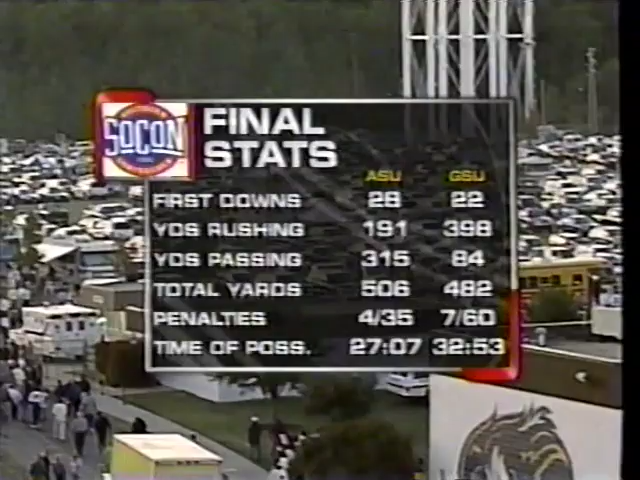 SOCON
FINAL
STATS
ASU GSU
FIRST DOWNS 28 22
YDS RUSHING 191 398
YDS PASSING 315 84
TOTAL YARDS 506 482
PENALTIES 4/35 7/60
TIME OF POSS. 27:07 32:53